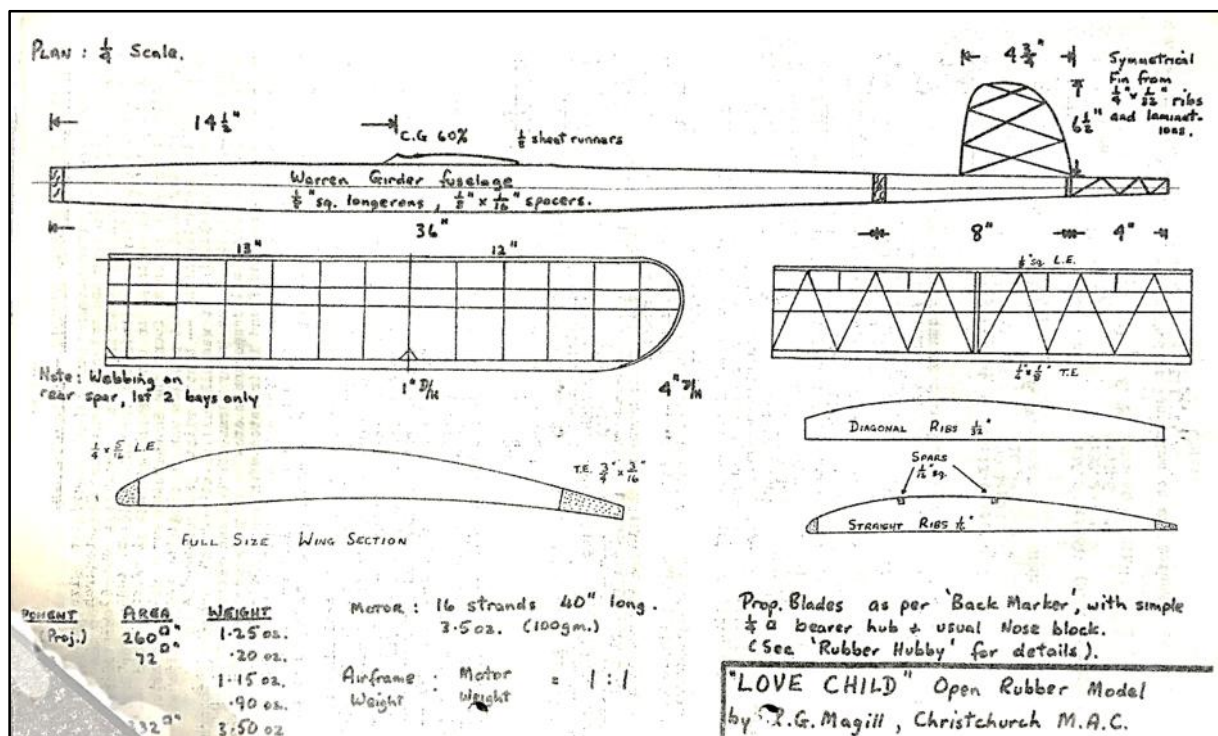 PLAN : 1/4 Scale.
4 3/4"
Symmetrical
Fin from
1/4" x 1/32" ribs
and laminat-
ions.
6 1/2"
14 1/2"
C.G 60%
1/8 sheet runners
Warren Girder fuselage
1/8" sq. longerons, 1/8" x 1/16" spacers.
36"
8"
4"
13"
12"
1/8" sq. L.E.
Note: Webbing on
rear spar, 1st 2 bays only
1" D/H
4" D/H
1/4" x 1/8" T.E
DIAGONAL RIBS 1/32"
1/4 x 5/16 L.E.
T.E. 3/4" x 3/16"
SPARS
1/16" sq.
STRAIGHT RIBS
FULL SIZE WING SECTION
PONENT AREA WEIGHT
(Proj.) 260□" 1.25 oz.
72□" .20 oz.
1.15 oz.
.90 oz.
332□" 3.50 oz
MOTOR : 16 strands 40" long.
3.5 oz. (100gm.)
Airframe : Motor = 1:1
Weight Weight
Prop. Blades as per 'Back Marker', with simple
bearer hub & usual Nose block.
(See 'Rubber Hubby' for details).
"LOVE CHILD" Open Rubber Model
by R.G. Magill, Christchurch M.A.C.